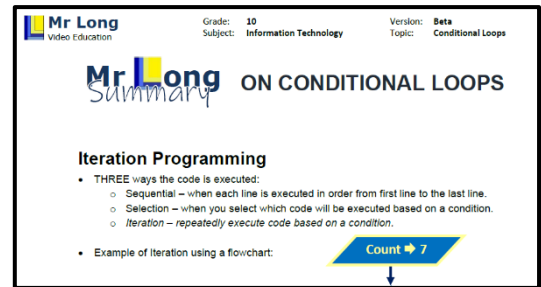 Mr Long
Video Education
Grade: 10
Subject: Information Technology
Version: Beta
Topic: Conditional Loops
Mr Long
Summary
ON CONDITIONAL LOOPS
Iteration Programming
• THREE ways the code is executed:
o Sequential – when each line is executed in order from first line to the last line.
o Selection – when you select which code will be executed based on a condition.
o Iteration – repeatedly execute code based on a condition.
• Example of Iteration using a flowchart:
Count ➡ 7